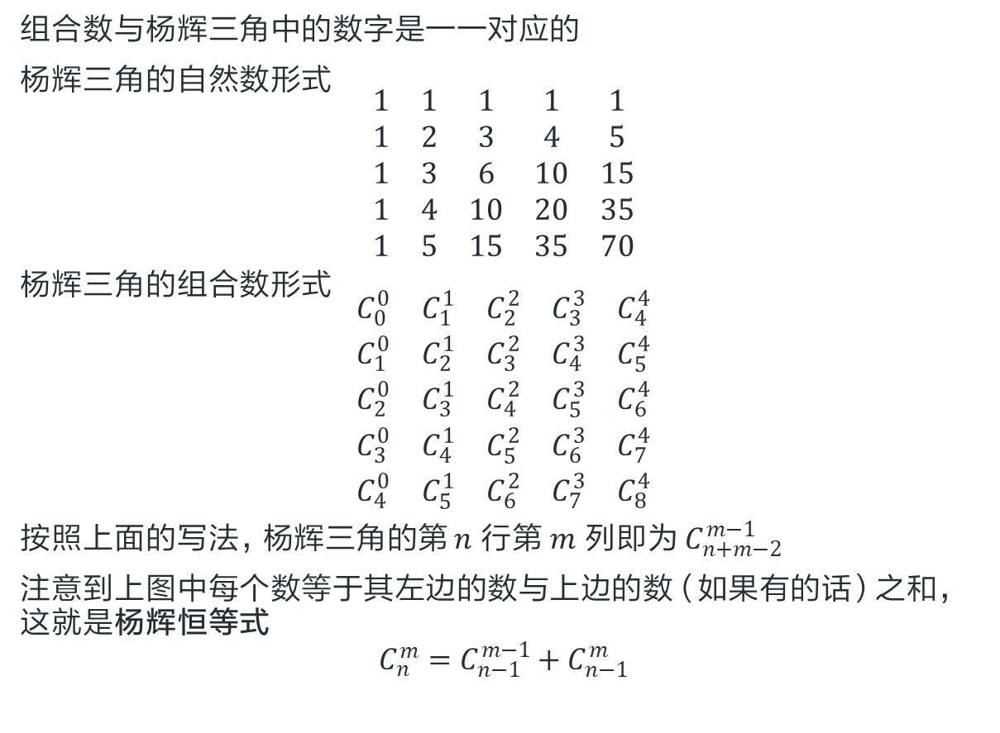 组合数与杨辉三角中的数字是一一对应的
杨辉三角的自然数形式
1 1 1 1 1
1 2 3 4 5
1 3 6 10 15
1 4 10 20 35
1 5 15 35 70
杨辉三角的组合数形式
C_0^0 C_1^1 C_2^2 C_3^3 C_4^4
C_1^0 C_2^1 C_3^2 C_4^3 C_5^4
C_2^0 C_3^1 C_4^2 C_5^3 C_6^4
C_3^0 C_4^1 C_5^2 C_6^3 C_7^4
C_4^0 C_5^1 C_6^2 C_7^3 C_8^4
按照上面的写法，杨辉三角的第 n 行第 m 列即为 C_{n+m−2}^{m−1}
注意到上图中每个数等于其左边的数与上边的数（如果有的话）之和，
这就是杨辉恒等式
C_n^m = C_{n−1}^{m−1} + C_{n−1}^m